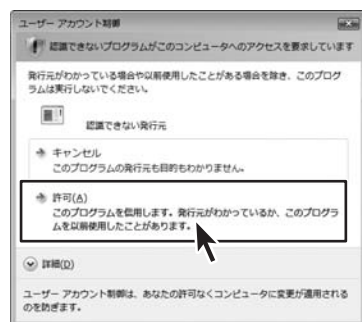 ユーザー アカウント制御
認識できないプログラムがこのコンピュータへのアクセスを要求しています
発行元がわかっている場合や以前使用したことがある場合を除き、このプログ
ラムは実行しないでください。
認識できない発行元
キャンセル
このプログラムの発行元も目的もわかりません。
許可(A)
このプログラムを信用します。発行元がわかっているか、このプログラ
ムを以前使用したことがあります。
詳細(D)
ユーザー アカウント制御は、あなたの許可なくコンピュータに変更が適用される
のを防ぎます。